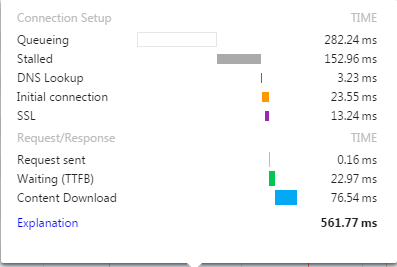 Connection Setup TIME
Queueing 282.24 ms
Stalled 152.96 ms
DNS Lookup 3.23 ms
Initial connection 23.55 ms
SSL 13.24 ms
Request/Response TIME
Request sent 0.16 ms
Waiting (TTFB) 22.97 ms
Content Download 76.54 ms
Explanation 561.77 ms